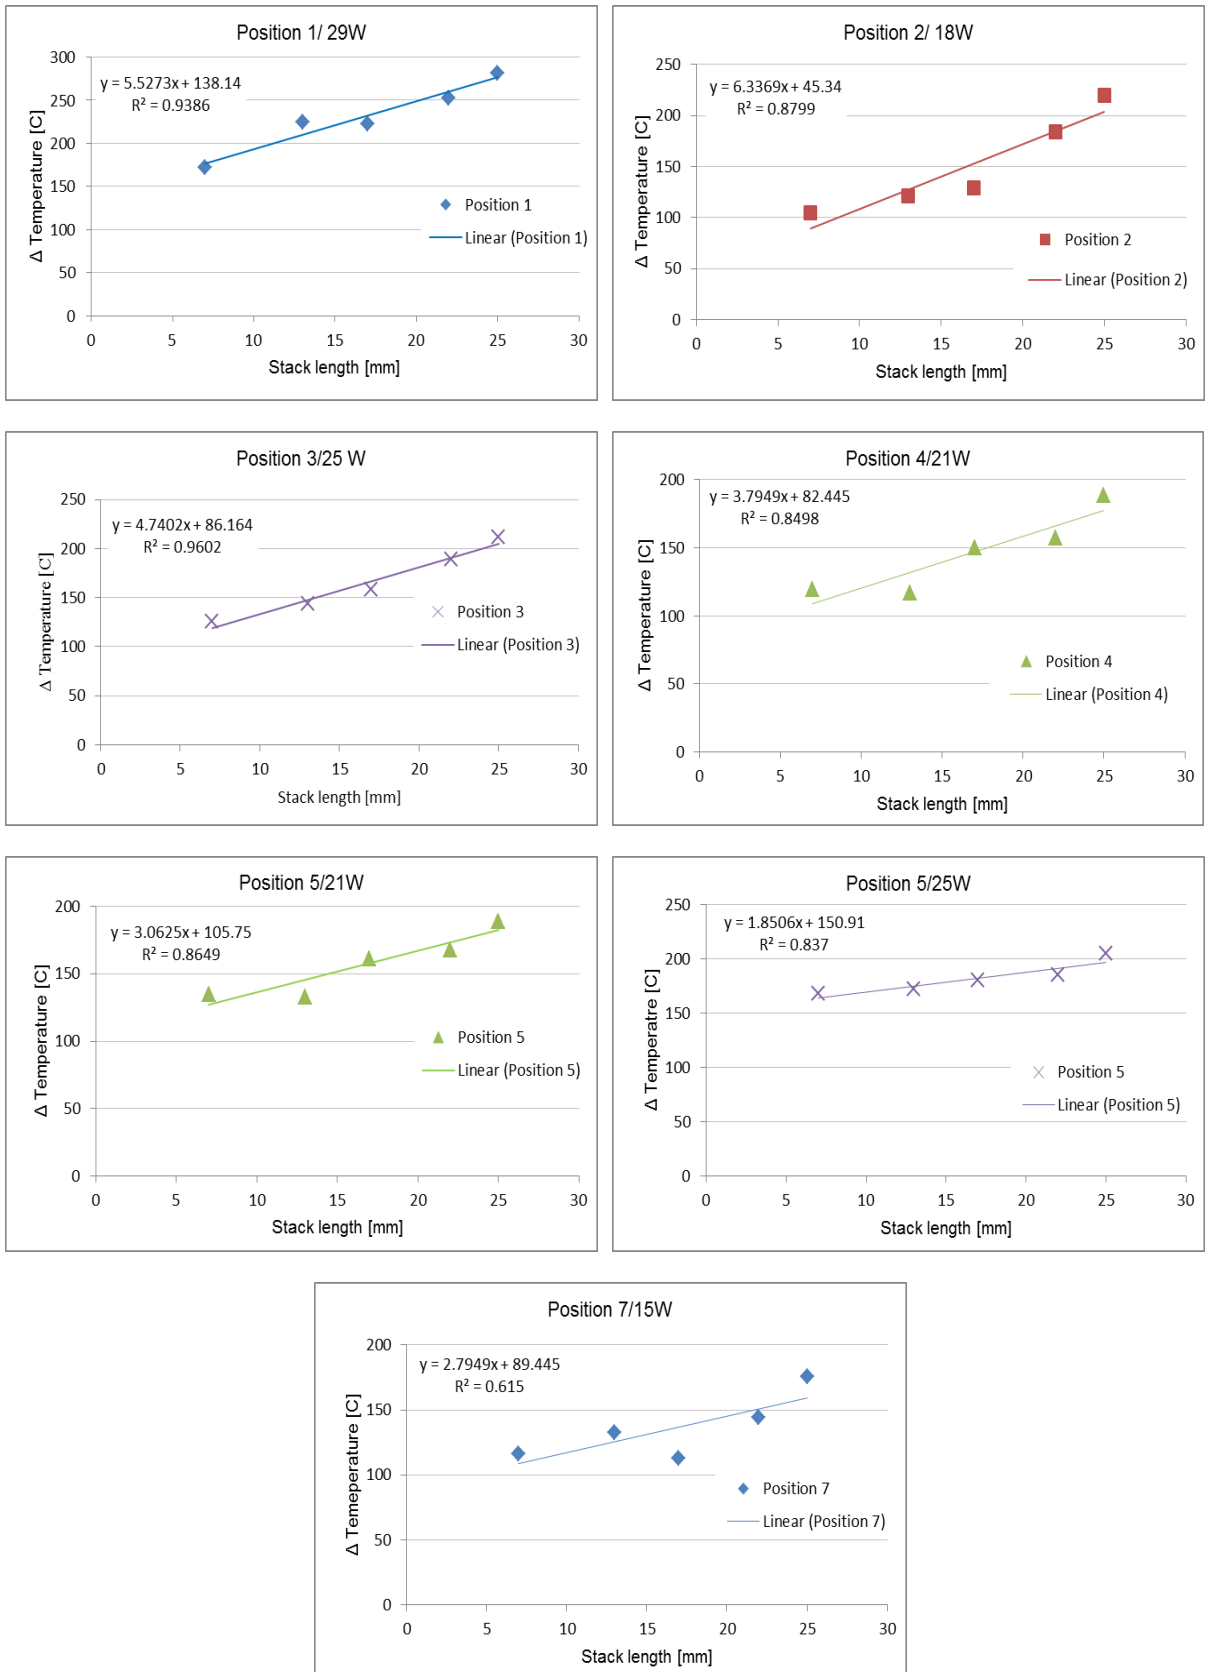 Position 1/ 29W
y = 5.5273x + 138.14
R² = 0.9386
300
250
200
150
100
50
0
0 5 10 15 20 25 30
Δ Temperature [C]
Stack length [mm]
Position 1
Linear (Position 1)
Position 2/ 18W
y = 6.3369x + 45.34
R² = 0.8799
250
200
150
100
50
0
0 5 10 15 20 25 30
Δ Temperature [C]
Stack length [mm]
Position 2
Linear (Position 2)
Position 3/25 W
y = 4.7402x + 86.164
R² = 0.9602
250
200
150
100
50
0
0 5 10 15 20 25 30
Δ Temperature [C]
Stack length [mm]
Position 3
Linear (Position 3)
Position 4/21W
y = 3.7949x + 82.445
R² = 0.8498
200
150
100
50
0
0 5 10 15 20 25 30
Δ Temperature [C]
Stack length [mm]
Position 4
Linear (Position 4)
Position 5/21W
y = 3.0625x + 105.75
R² = 0.8649
200
150
100
50
0
0 5 10 15 20 25 30
Δ Temperature [C]
Stack length [mm]
Position 5
Linear (Position 5)
Position 5/25W
y = 1.8506x + 150.91
R² = 0.837
250
200
150
100
50
0
0 5 10 15 20 25 30
Δ Temperatre [C]
Stack length [mm]
Position 5
Linear (Position 5)
Position 7/15W
y = 2.7949x + 89.445
R² = 0.615
200
150
100
50
0
0 5 10 15 20 25 30
Δ Temeperature [C]
Stack length [mm]
Position 7
Linear (Position 7)